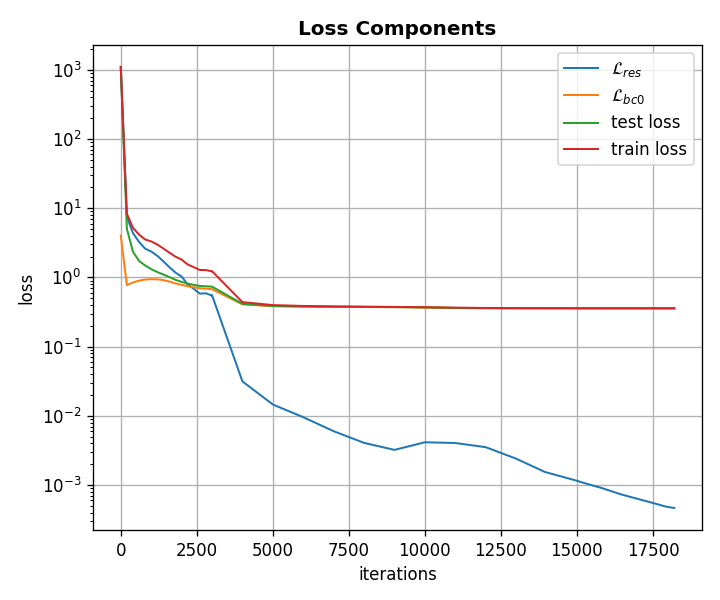 Loss Components
10³
10²
10¹
10⁰
10⁻¹
10⁻²
10⁻³
loss
0 2500 5000 7500 10000 12500 15000 17500
iterations
ℒ_res
ℒ_bc0
test loss
train loss